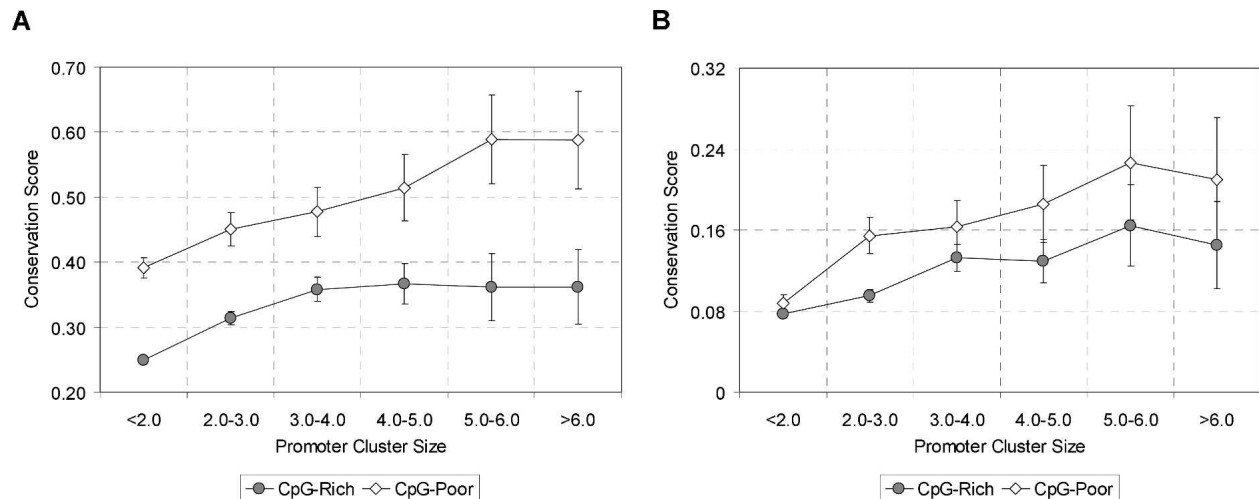 A
0.70
0.60
0.50
0.40
0.30
0.20
Conservation Score
<2.0 2.0-3.0 3.0-4.0 4.0-5.0 5.0-6.0 >6.0
Promoter Cluster Size
CpG-Rich CpG-Poor
B
0.32
0.24
0.16
0.08
0
Conservation Score
<2.0 2.0-3.0 3.0-4.0 4.0-5.0 5.0-6.0 >6.0
Promoter Cluster Size
CpG-Rich CpG-Poor